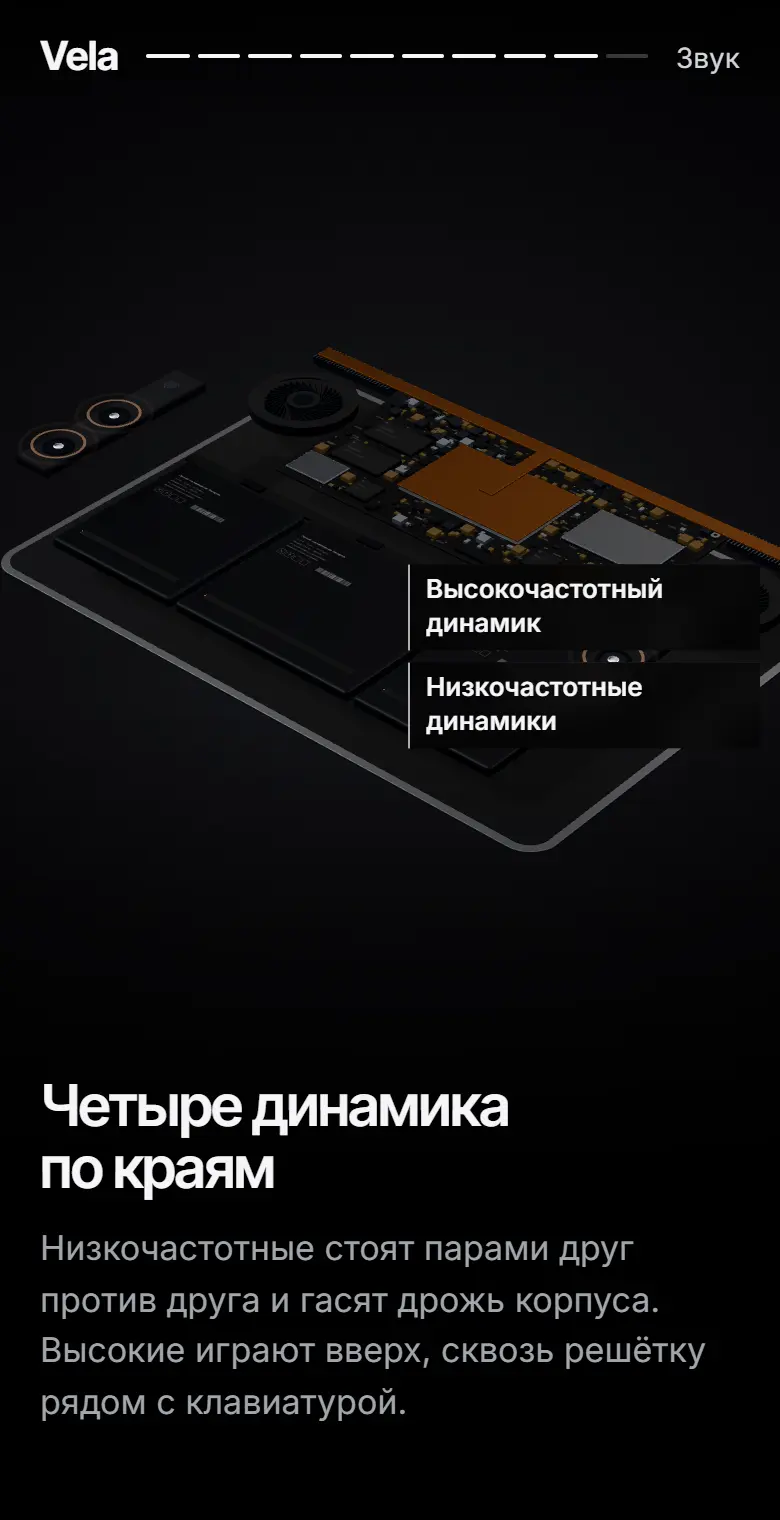 Vela
Звук
Высокочастотный
динамик
Низкочастотные
динамики
Четыре динамика
по краям
Низкочастотные стоят парами друг
против друга и гасят дрожь корпуса.
Высокие играют вверх, сквозь решётку
рядом с клавиатурой.